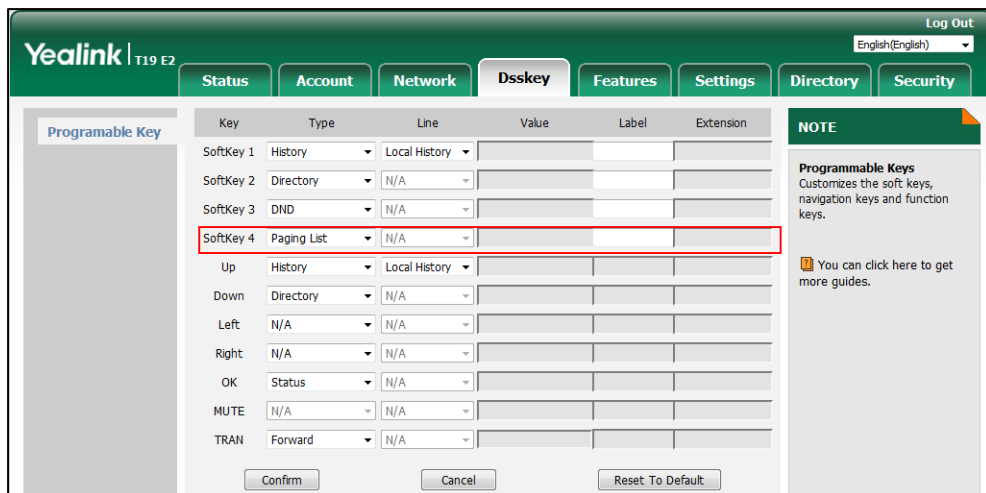 Log Out
Yealink | T19 E2
English(English)
Status Account Network Dsskey Features Settings Directory Security
Programable Key
Key Type Line Value Label Extension
SoftKey 1 History Local History
SoftKey 2 Directory N/A
SoftKey 3 DND N/A
SoftKey 4 Paging List N/A
Up History Local History
Down Directory N/A
Left N/A N/A
Right N/A N/A
OK Status N/A
MUTE N/A N/A
TRAN Forward N/A
Confirm Cancel Reset To Default
NOTE
Programmable Keys
Customizes the soft keys,
navigation keys and function
keys.
? You can click here to get
more guides.